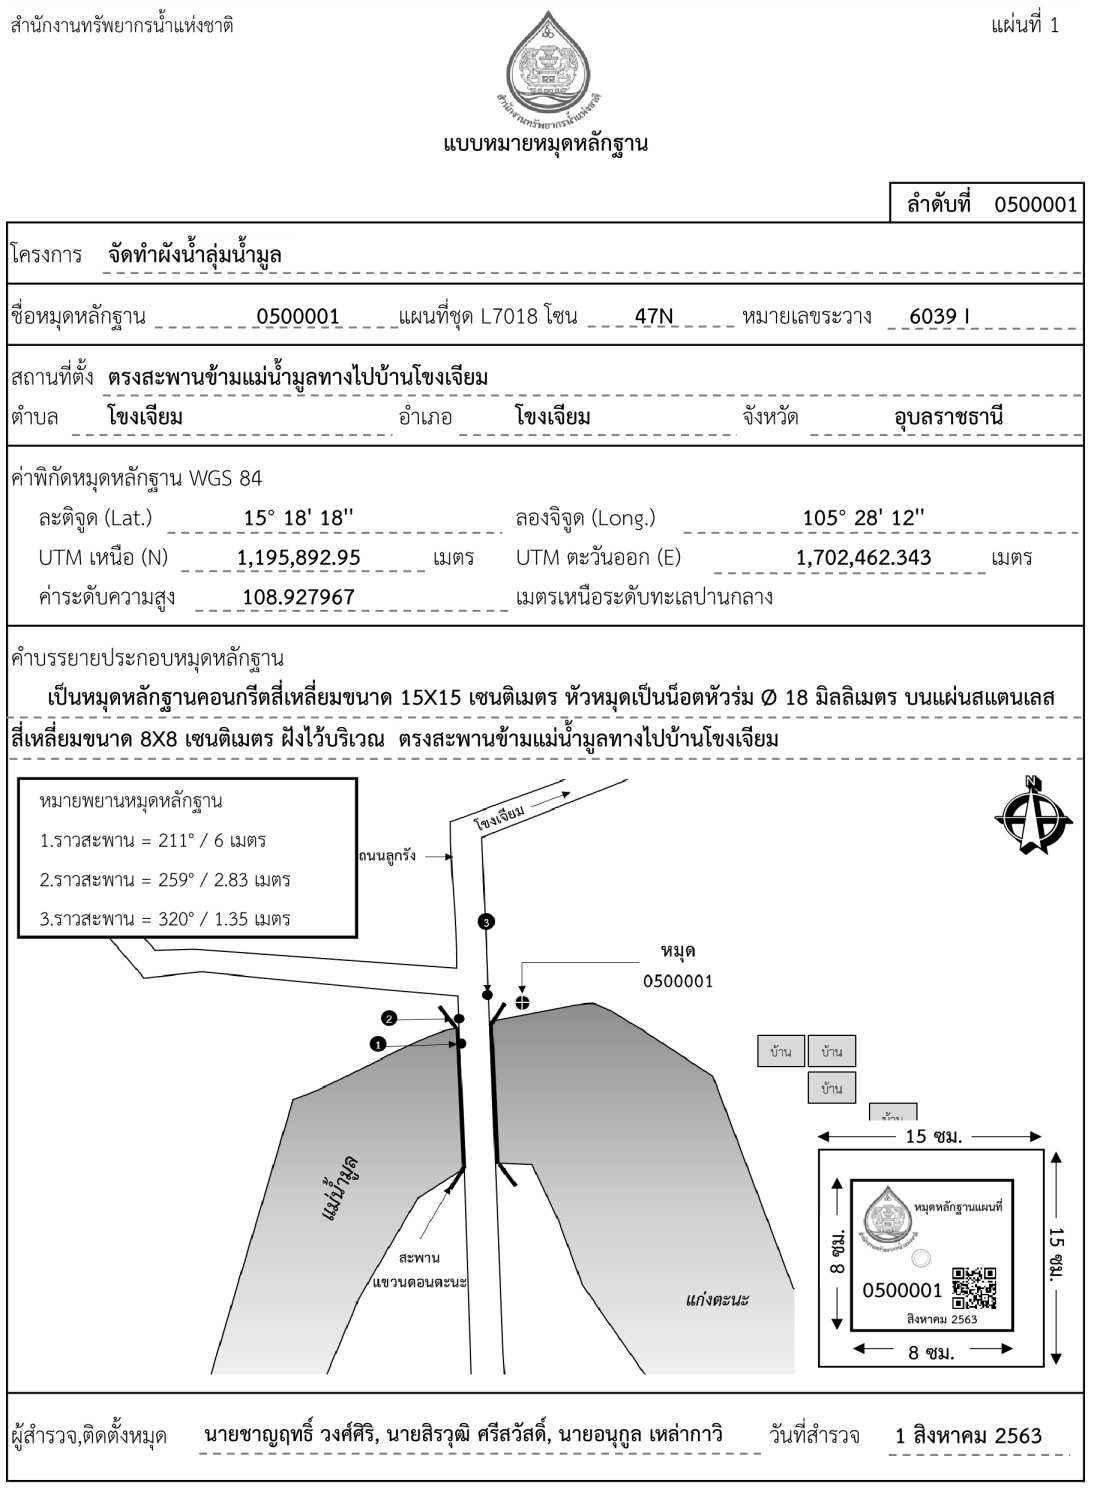 สำนักงานทรัพยากรน้ำแห่งชาติ แผ่นที่ 1
สำนักงานทรัพยากรน้ำแห่งชาติ
แบบหมายหมุดหลักฐาน
ลำดับที่ 0500001
โครงการ จัดทำผังน้ำลุ่มน้ำมูล
ชื่อหมุดหลักฐาน 0500001 แผนที่ชุด L7018 โซน 47N หมายเลขระวาง 6039 I
สถานที่ตั้ง ตรงสะพานข้ามแม่น้ำมูลทางไปบ้านโขงเจียม
ตำบล โขงเจียม อำเภอ โขงเจียม จังหวัด อุบลราชธานี
ค่าพิกัดหมุดหลักฐาน WGS 84
ละติจูด (Lat.) 15° 18' 18'' ลองจิจูด (Long.) 105° 28' 12''
UTM เหนือ (N) 1,195,892.95 เมตร UTM ตะวันออก (E) 1,702,462.343 เมตร
ค่าระดับความสูง 108.927967 เมตรเหนือระดับทะเลปานกลาง
คำบรรยายประกอบหมุดหลักฐาน
เป็นหมุดหลักฐานคอนกรีตสี่เหลี่ยมขนาด 15X15 เซนติเมตร หัวหมุดเป็นน็อตหัวร่ม Ø 18 มิลลิเมตร บนแผ่นสแตนเลส
สี่เหลี่ยมขนาด 8X8 เซนติเมตร ฝังไว้บริเวณ ตรงสะพานข้ามแม่น้ำมูลทางไปบ้านโขงเจียม
หมายพยานหมุดหลักฐาน
1.ราวสะพาน = 211° / 6 เมตร
2.ราวสะพาน = 259° / 2.83 เมตร
3.ราวสะพาน = 320° / 1.35 เมตร
N
โขงเจียม
ถนนลูกรัง
3
หมุด
0500001
2
1
บ้าน บ้าน
บ้าน
บ้าน
แม่น้ำมูล
สะพาน
แขวนดอนตะนะ
แก่งตะนะ
15 ซม.
15 ซม.
8 ซม.
หมุดหลักฐานแผนที่
0500001
สิงหาคม 2563
8 ซม.
ผู้สำรวจ,ติดตั้งหมุด นายชาญฤทธิ์ วงศ์ศิริ, นายสิรวุฒิ ศรีสวัสดิ์, นายอนุกูล เหล่ากาวิ วันที่สำรวจ 1 สิงหาคม 2563